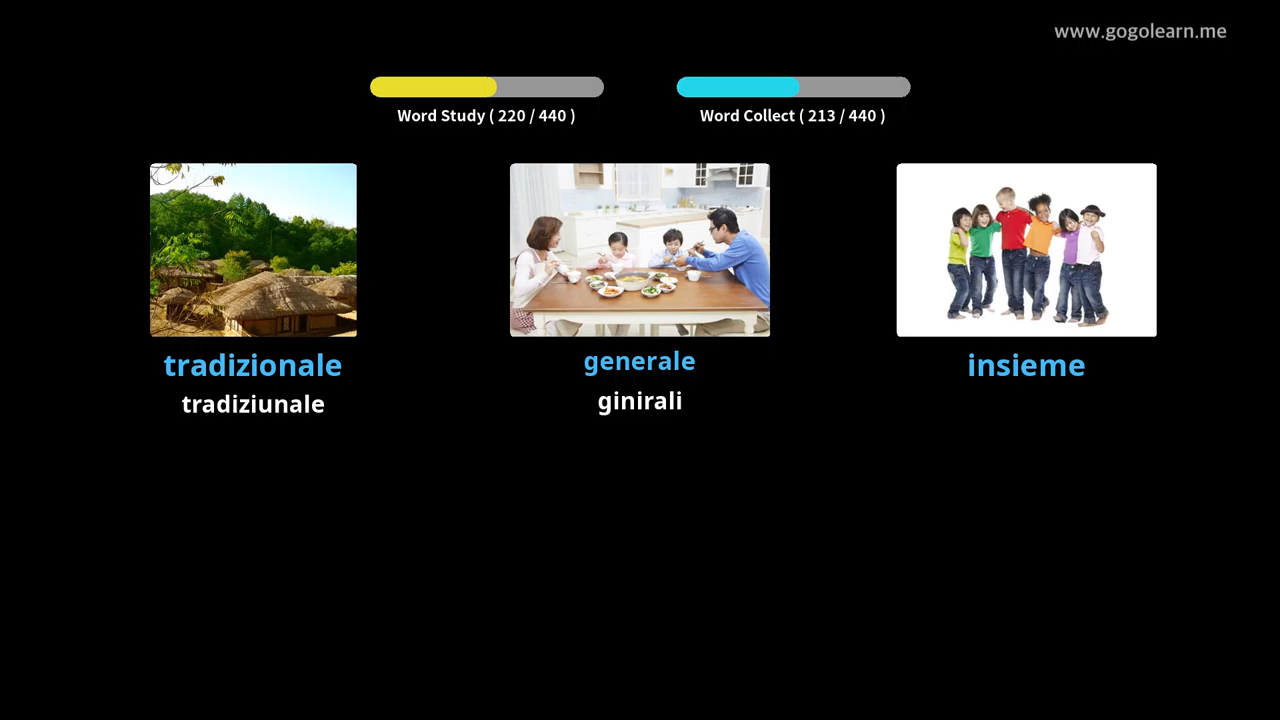 www.gogolearn.me
Word Study ( 220 / 440 )
Word Collect ( 213 / 440 )
tradizionale
generale
insieme
tradiziunale
ginirali